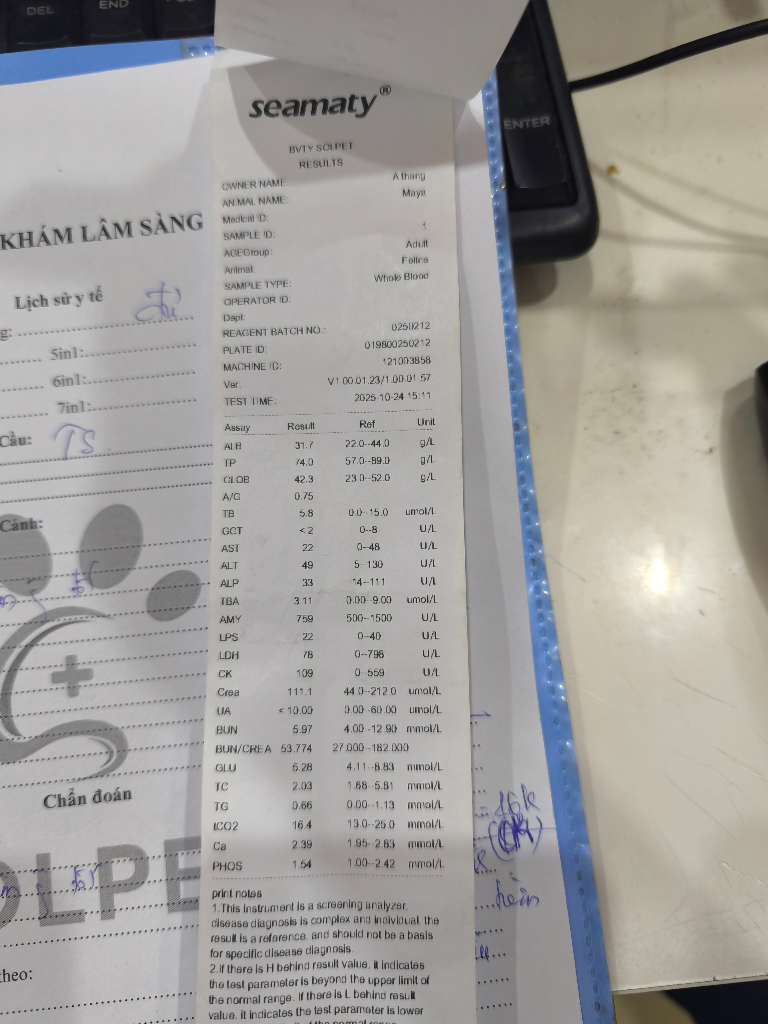 DEL
END
ENTER
seamaty®
BVTY SOLPET
RESULTS
OWNER NAME: A thang
ANIMAL NAME: Maya
Medical ID:
SAMPLE ID: 1
AGEGroup: Adult
Animal: Feline
SAMPLE TYPE: Whole Blood
OPERATOR ID:
Dept:
REAGENT BATCH NO.: 0250212
PLATE ID: 019800250212
MACHINE ID: 121003858
Ver. V1.00.01.23/1.00.01.57
TEST TIME: 2025-10-24 15:11
Assay Result Ref Unit
ALB 31.7 22.0--44.0 g/L
TP 74.0 57.0--89.0 g/L
GLOB 42.3 23.0--52.0 g/L
A/G 0.75
TB 5.8 0.0--15.0 umol/L
GGT <2 0--8 U/L
AST 22 0--48 U/L
ALT 49 5--130 U/L
ALP 33 14--111 U/L
TBA 3.11 0.00--9.00 umol/L
AMY 759 500--1500 U/L
LPS 22 0--40 U/L
LDH 78 0--798 U/L
CK 109 0--559 U/L
Crea 111.1 44.0--212.0 umol/L
UA <10.00 0.00--60.00 umol/L
BUN 5.97 4.00--12.90 mmol/L
BUN/CREA 53.774 27.000--182.000
GLU 6.28 4.11--8.83 mmol/L
TC 2.03 1.68--5.81 mmol/L
TG 0.66 0.00--1.13 mmol/L
tCO2 16.4 13.0--25.0 mmol/L
Ca 2.39 1.95--2.83 mmol/L
PHOS 1.54 1.00--2.42 mmol/L
print notes
1.This instrument is a screening analyzer,
disease diagnosis is complex and individual, the
result is a reference, and should not be a basis
for specific disease diagnosis.
2.If there is H behind result value, it indicates
the test parameter is beyond the upper limit of
the normal range. If there is L behind result
value, it indicates the test parameter is lower
KHÁM LÂM SÀNG
Lịch sử y tế
g:
5in1:
6in1:
7in1:
Cầu: TS
Cảnh:
Chẩn đoán
OLPE
theo: